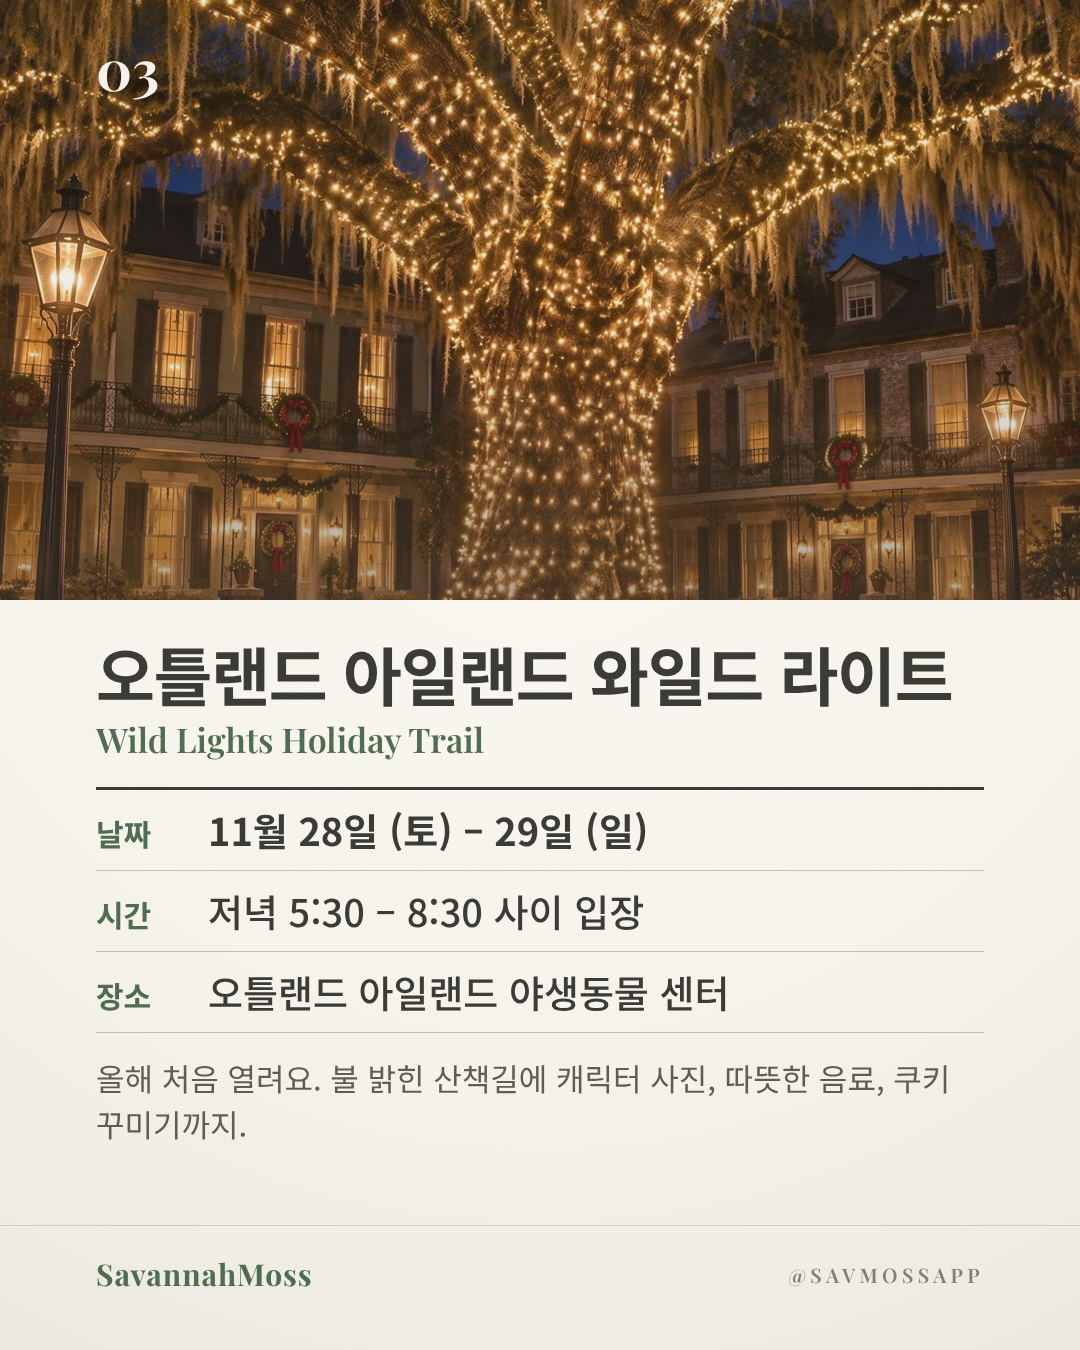 03
오틀랜드 아일랜드 와일드 라이트
Wild Lights Holiday Trail
날짜 11월 28일 (토) – 29일 (일)
시간 저녁 5:30 – 8:30 사이 입장
장소 오틀랜드 아일랜드 야생동물 센터
올해 처음 열려요. 불 밝힌 산책길에 캐릭터 사진, 따뜻한 음료, 쿠키
꾸미기까지.
SavannahMoss
@SAVMOSSAPP